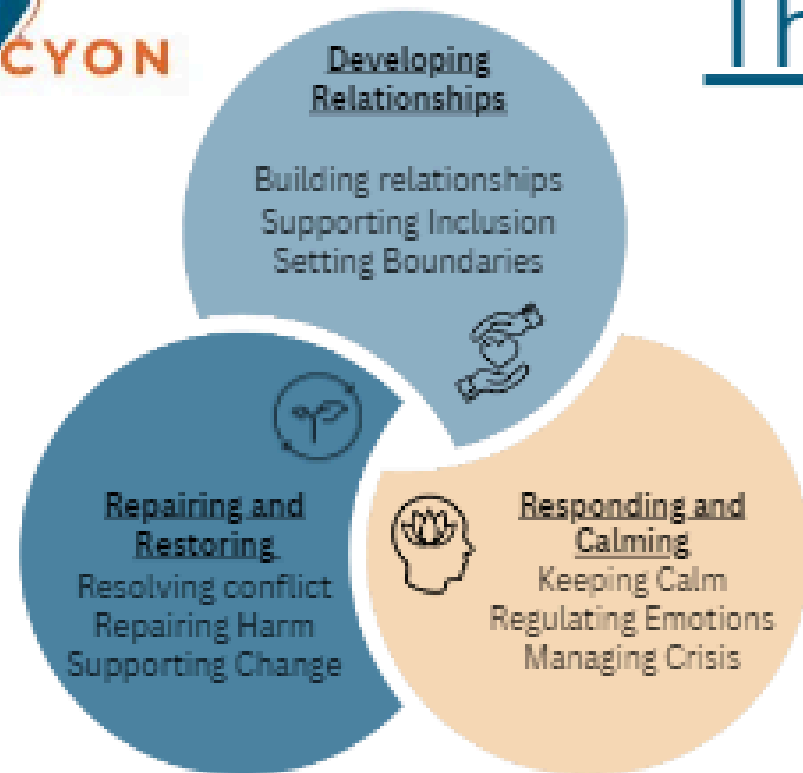 CYON
Th
Developing
Relationships
Building relationships
Supporting Inclusion
Setting Boundaries
Repairing and
Restoring
Resolving conflict
Repairing Harm
Supporting Change
Responding and
Calming
Keeping Calm
Regulating Emotions
Managing Crisis